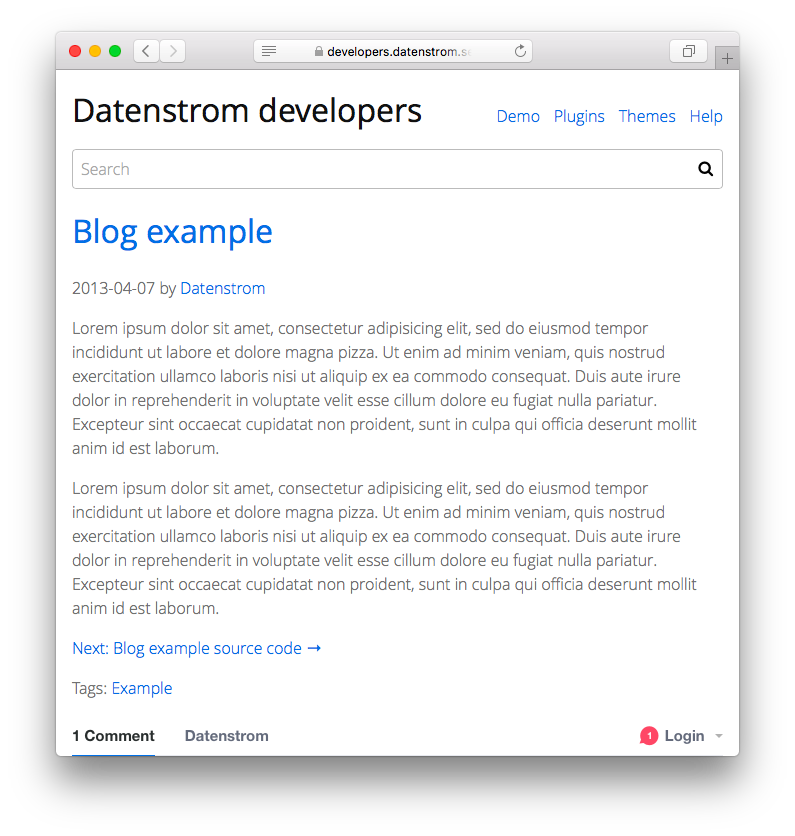 developers.datenstrom.s
Datenstrom developers
Demo Plugins Themes Help
Search
Blog example
2013-04-07 by Datenstrom
Lorem ipsum dolor sit amet, consectetur adipisicing elit, sed do eiusmod tempor
incididunt ut labore et dolore magna pizza. Ut enim ad minim veniam, quis nostrud
exercitation ullamco laboris nisi ut aliquip ex ea commodo consequat. Duis aute irure
dolor in reprehenderit in voluptate velit esse cillum dolore eu fugiat nulla pariatur.
Excepteur sint occaecat cupidatat non proident, sunt in culpa qui officia deserunt mollit
anim id est laborum.
Lorem ipsum dolor sit amet, consectetur adipisicing elit, sed do eiusmod tempor
incididunt ut labore et dolore magna pizza. Ut enim ad minim veniam, quis nostrud
exercitation ullamco laboris nisi ut aliquip ex ea commodo consequat. Duis aute irure
dolor in reprehenderit in voluptate velit esse cillum dolore eu fugiat nulla pariatur.
Excepteur sint occaecat cupidatat non proident, sunt in culpa qui officia deserunt mollit
anim id est laborum.
Next: Blog example source code →
Tags: Example
1 Comment Datenstrom 1 Login